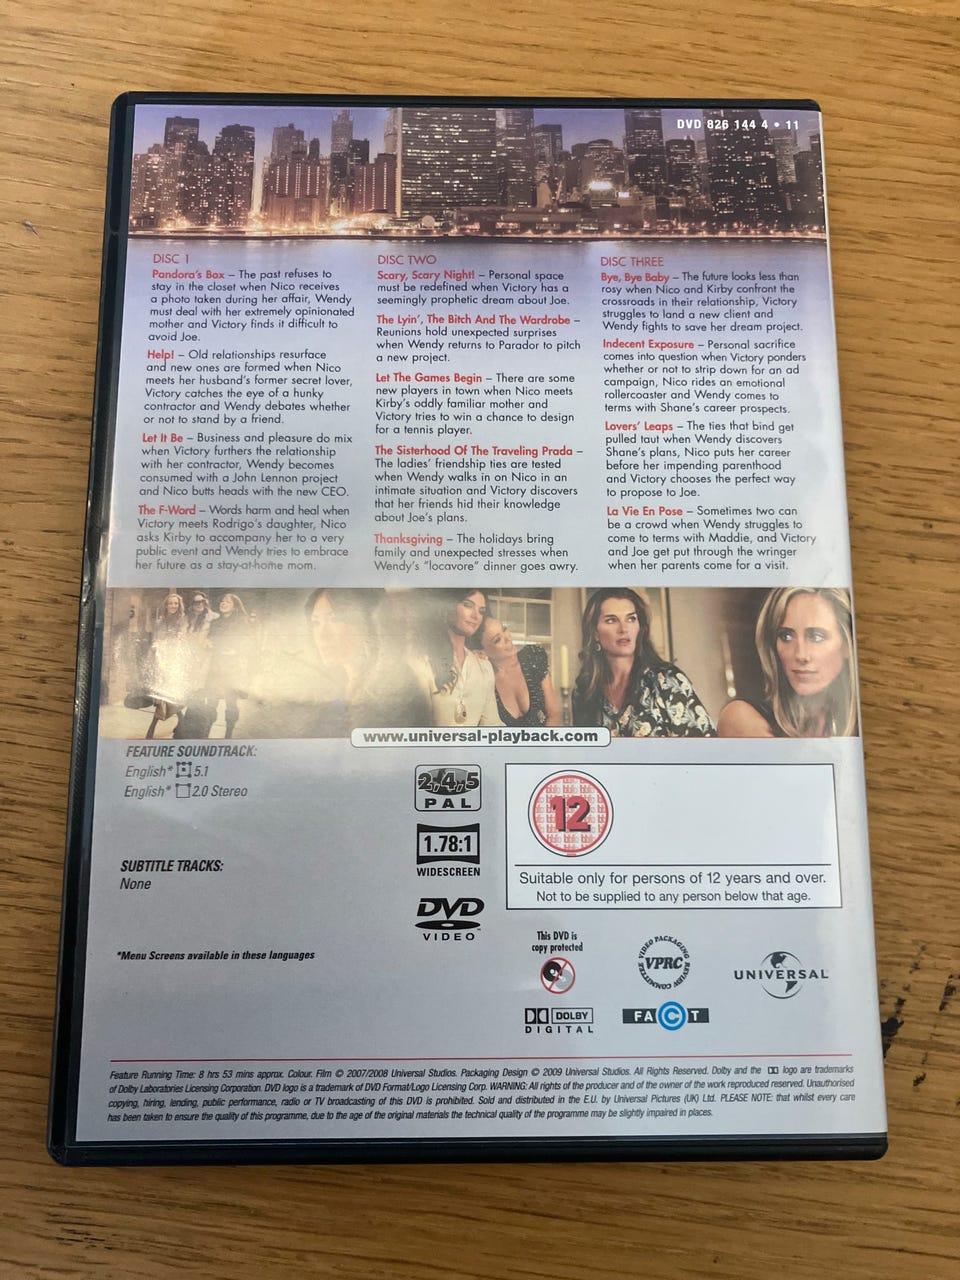 DVD 826 144 4 • 11
DISC 1
Pandora's Box – The past refuses to
stay in the closet when Nico receives
a photo taken during her affair, Wendy
must deal with her extremely opinionated
mother and Victory finds it difficult to
avoid Joe.
Help! – Old relationships resurface
and new ones are formed when Nico
meets her husband's former secret lover,
Victory catches the eye of a hunky
contractor and Wendy debates whether
or not to stand by a friend.
Let It Be – Business and pleasure do mix
when Victory furthers the relationship
with her contractor, Wendy becomes
consumed with a John Lennon project
and Nico butts heads with the new CEO.
The F-Word – Words harm and heal when
Victory meets Rodrigo's daughter, Nico
asks Kirby to accompany her to a very
public event and Wendy tries to embrace
her future as a stay-at-home mom.
DISC TWO
Scary, Scary Night! – Personal space
must be redefined when Victory has a
seemingly prophetic dream about Joe.
The Lyin', The Bitch And The Wardrobe –
Reunions hold unexpected surprises
when Wendy returns to Parador to pitch
a new project.
Let The Games Begin – There are some
new players in town when Nico meets
Kirby's oddly familiar mother and
Victory tries to win a chance to design
for a tennis player.
The Sisterhood Of The Traveling Prada –
The ladies' friendship ties are tested
when Wendy walks in on Nico in an
intimate situation and Victory discovers
that her friends hid their knowledge
about Joe's plans.
Thanksgiving – The holidays bring
family and unexpected stresses when
Wendy's "locavore" dinner goes awry.
DISC THREE
Bye, Bye Baby – The future looks less than
rosy when Nico and Kirby confront the
crossroads in their relationship, Victory
struggles to land a new client and
Wendy fights to save her dream project.
Indecent Exposure – Personal sacrifice
comes into question when Victory ponders
whether or not to strip down for an ad
campaign, Nico rides an emotional
rollercoaster and Wendy comes to
terms with Shane's career prospects.
Lovers' Leaps – The ties that bind get
pulled taut when Wendy discovers
Shane's plans, Nico puts her career
before her impending parenthood
and Victory chooses the perfect way
to propose to Joe.
La Vie En Pose – Sometimes two can
be a crowd when Wendy struggles to
come to terms with Maddie, and Victory
and Joe get put through the wringer
when her parents come for a visit.
www.universal-playback.com
FEATURE SOUNDTRACK:
English* 5.1
English* 2.0 Stereo
SUBTITLE TRACKS:
None
*Menu Screens available in these languages
2,4,5
PAL
1.78:1
WIDESCREEN
DVD
VIDEO™
12
Suitable only for persons of 12 years and over.
Not to be supplied to any person below that age.
This DVD is
copy protected
VIDEO PACKAGING REVIEW COMMITTEE
VPRC
UNIVERSAL
DOLBY
DIGITAL
FACT
Feature Running Time: 8 hrs 53 mins approx. Colour. Film © 2007/2008 Universal Studios. Packaging Design © 2009 Universal Studios. All Rights Reserved. Dolby and the logo are trademarks
of Dolby Laboratories Licensing Corporation. DVD logo is a trademark of DVD Format/Logo Licensing Corp. WARNING: All rights of the producer and of the owner of the work reproduced reserved. Unauthorised
copying, hiring, lending, public performance, radio or TV broadcasting of this DVD is prohibited. Sold and distributed in the E.U. by Universal Pictures (UK) Ltd. PLEASE NOTE: that whilst every care
has been taken to ensure the quality of this programme, due to the age of the original materials the technical quality of the programme may be slightly impaired in places.